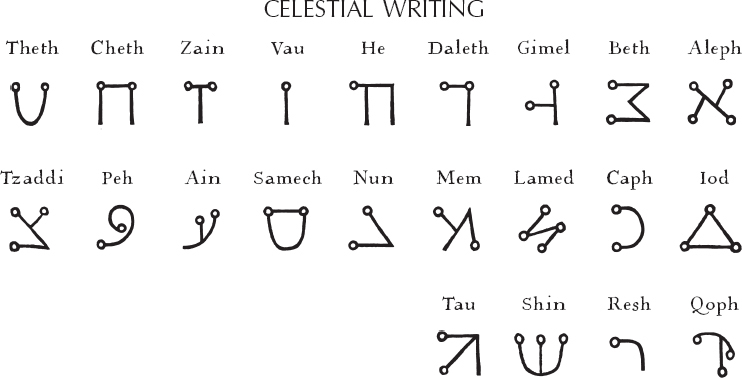 CELESTIAL WRITING
Theth Cheth Zain Vau He Daleth Gimel Beth Aleph
Tzaddi Peh Ain Samech Nun Mem Lamed Caph Iod
Tau Shin Resh Qoph